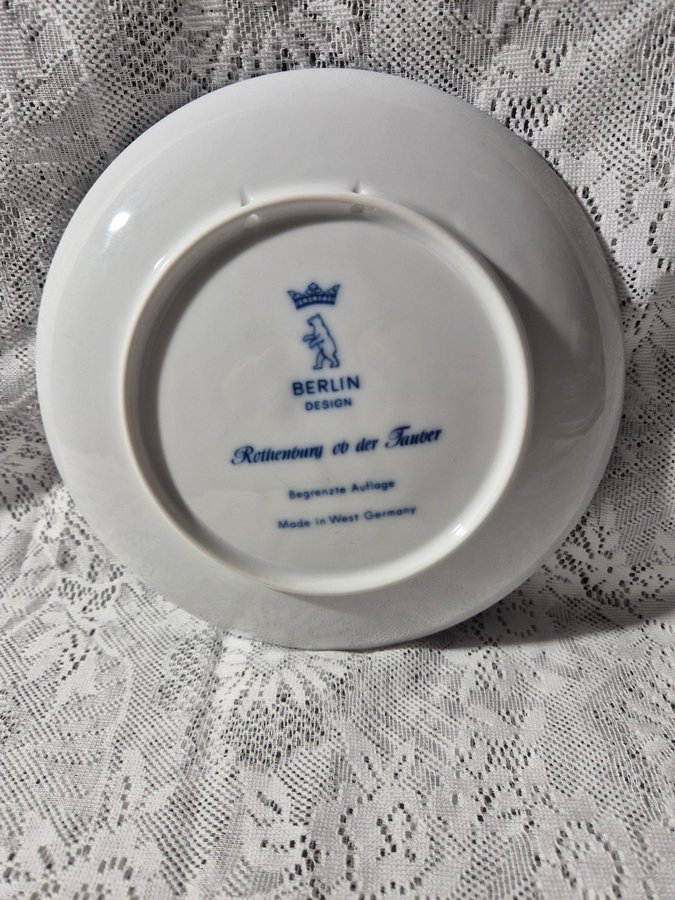 BERLIN
DESIGN
Rothenburg ob der Tauber
Begrenzte Auflage
Made in West Germany